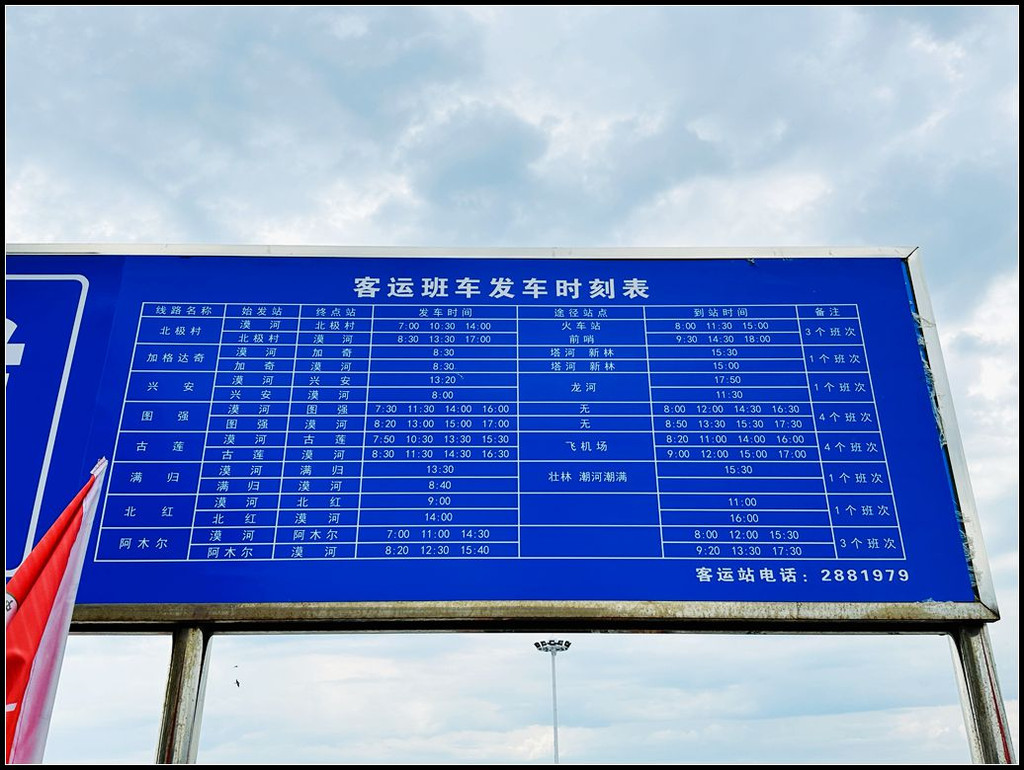 客运班车发车时刻表
线路名称 始发站 终点站 发车时间 途径站点 到站时间 备注
北极村 漠河 北极村 7:00 10:30 14:00 火车站 8:00 11:30 15:00 3个班次
北极村 漠河 8:30 13:30 17:00 前哨 9:30 14:30 18:00
加格达奇 漠河 加奇 8:30 塔河 新林 15:30 1个班次
加奇 漠河 8:30 塔河 新林 15:00
兴安 漠河 兴安 13:20 龙河 17:50 1个班次
兴安 漠河 8:00 11:30
图强 漠河 图强 7:30 11:30 14:00 16:00 无 8:00 12:00 14:30 16:30 4个班次
图强 漠河 8:20 13:00 15:00 17:00 无 8:50 13:30 15:30 17:30
古莲 漠河 古莲 7:50 10:30 13:30 15:30 飞机场 8:20 11:00 14:00 16:00 4个班次
古莲 漠河 8:30 11:30 14:30 16:30 9:00 12:00 15:00 17:00
满归 漠河 满归 13:30 壮林 潮河潮满 15:30 1个班次
满归 漠河 8:40
北红 漠河 北红 9:00 11:00 1个班次
北红 漠河 14:00 16:00
阿木尔 漠河 阿木尔 7:00 11:00 14:30 8:00 12:00 15:30 3个班次
阿木尔 漠河 8:20 12:30 15:40 9:20 13:30 17:30
客运站电话：2881979